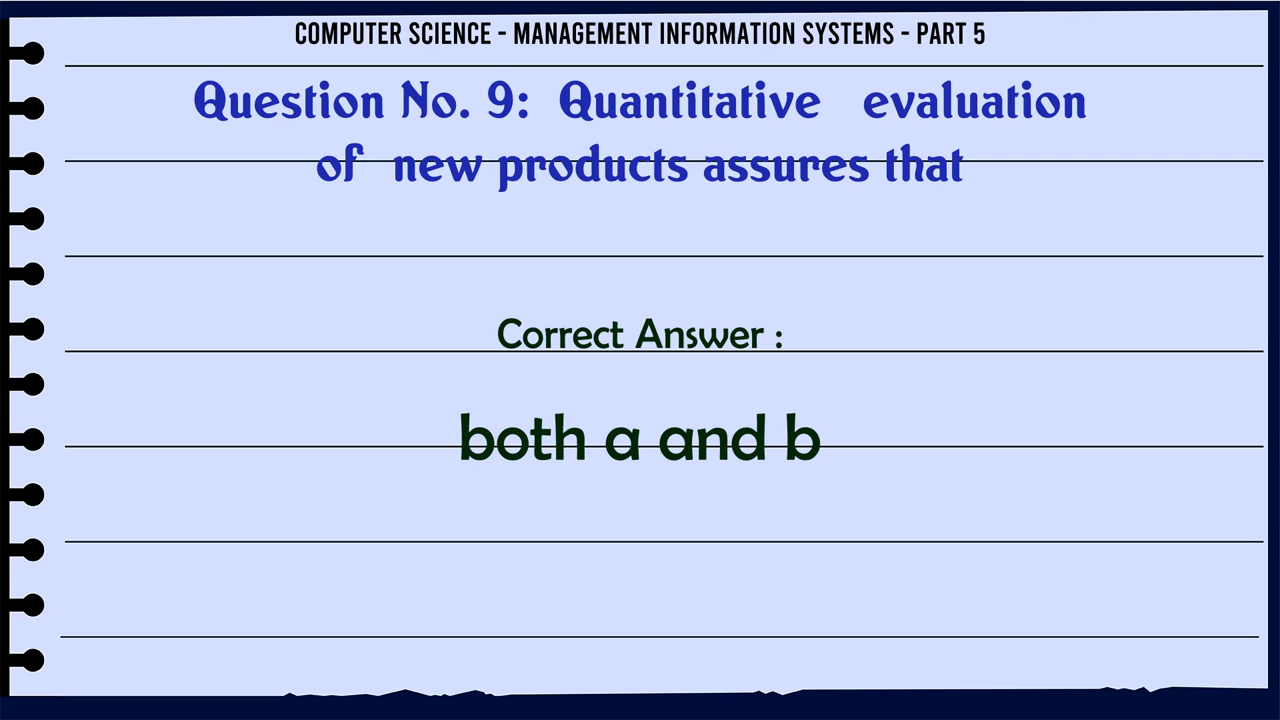 COMPUTER SCIENCE - MANAGEMENT INFORMATION SYSTEMS - PART 5
Question No. 9: Quantitative evaluation
of new products assures that
Correct Answer :
both a and b